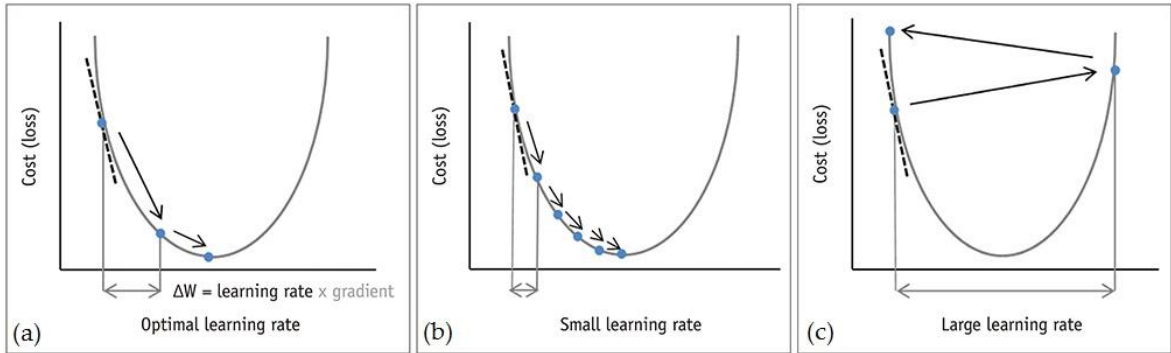 Cost (loss)
ΔW = learning rate x gradient
(a)
Optimal learning rate
Cost (loss)
(b)
Small learning rate
Cost (loss)
(c)
Large learning rate